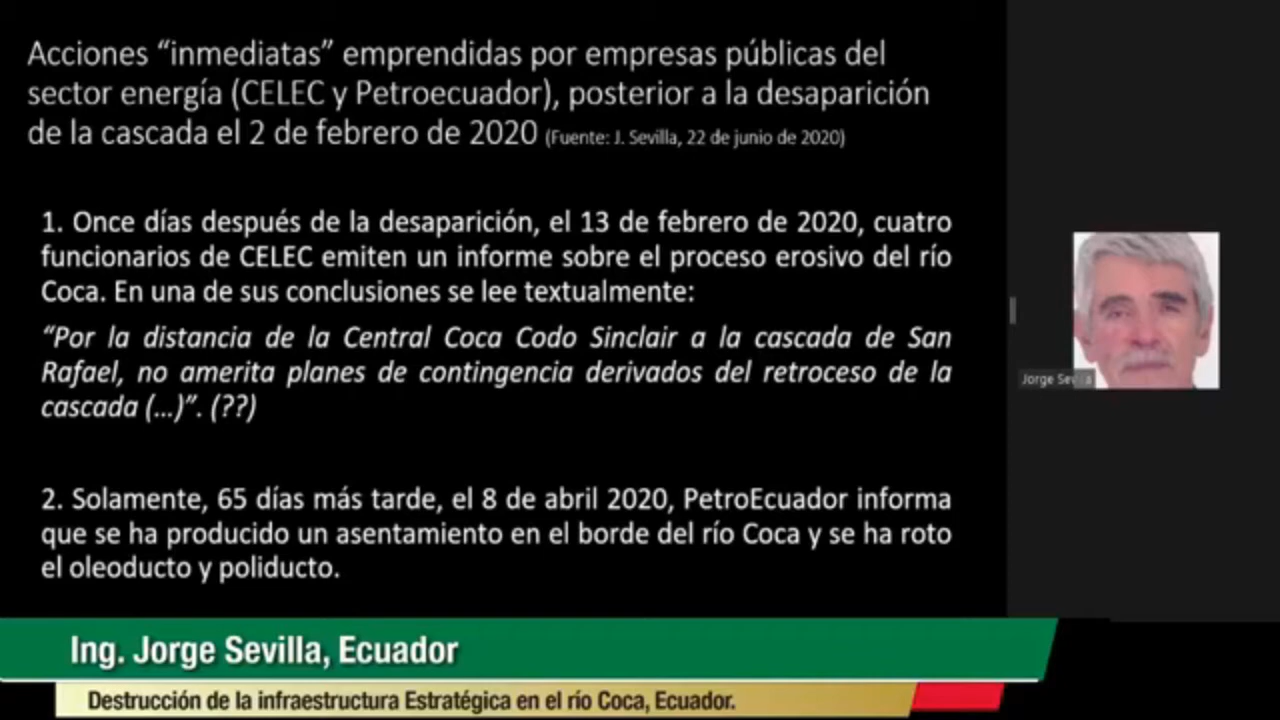 Acciones “inmediatas” emprendidas por empresas públicas del
sector energía (CELEC y Petroecuador), posterior a la desaparición
de la cascada el 2 de febrero de 2020 (Fuente: J. Sevilla, 22 de junio de 2020)
1. Once días después de la desaparición, el 13 de febrero de 2020, cuatro
funcionarios de CELEC emiten un informe sobre el proceso erosivo del río
Coca. En una de sus conclusiones se lee textualmente:
“Por la distancia de la Central Coca Codo Sinclair a la cascada de San
Rafael, no amerita planes de contingencia derivados del retroceso de la
cascada (...)”. (??)
2. Solamente, 65 días más tarde, el 8 de abril 2020, PetroEcuador informa
que se ha producido un asentamiento en el borde del río Coca y se ha roto
el oleoducto y poliducto.
Jorge Sevilla
Ing. Jorge Sevilla, Ecuador
Destrucción de la infraestructura Estratégica en el río Coca, Ecuador.